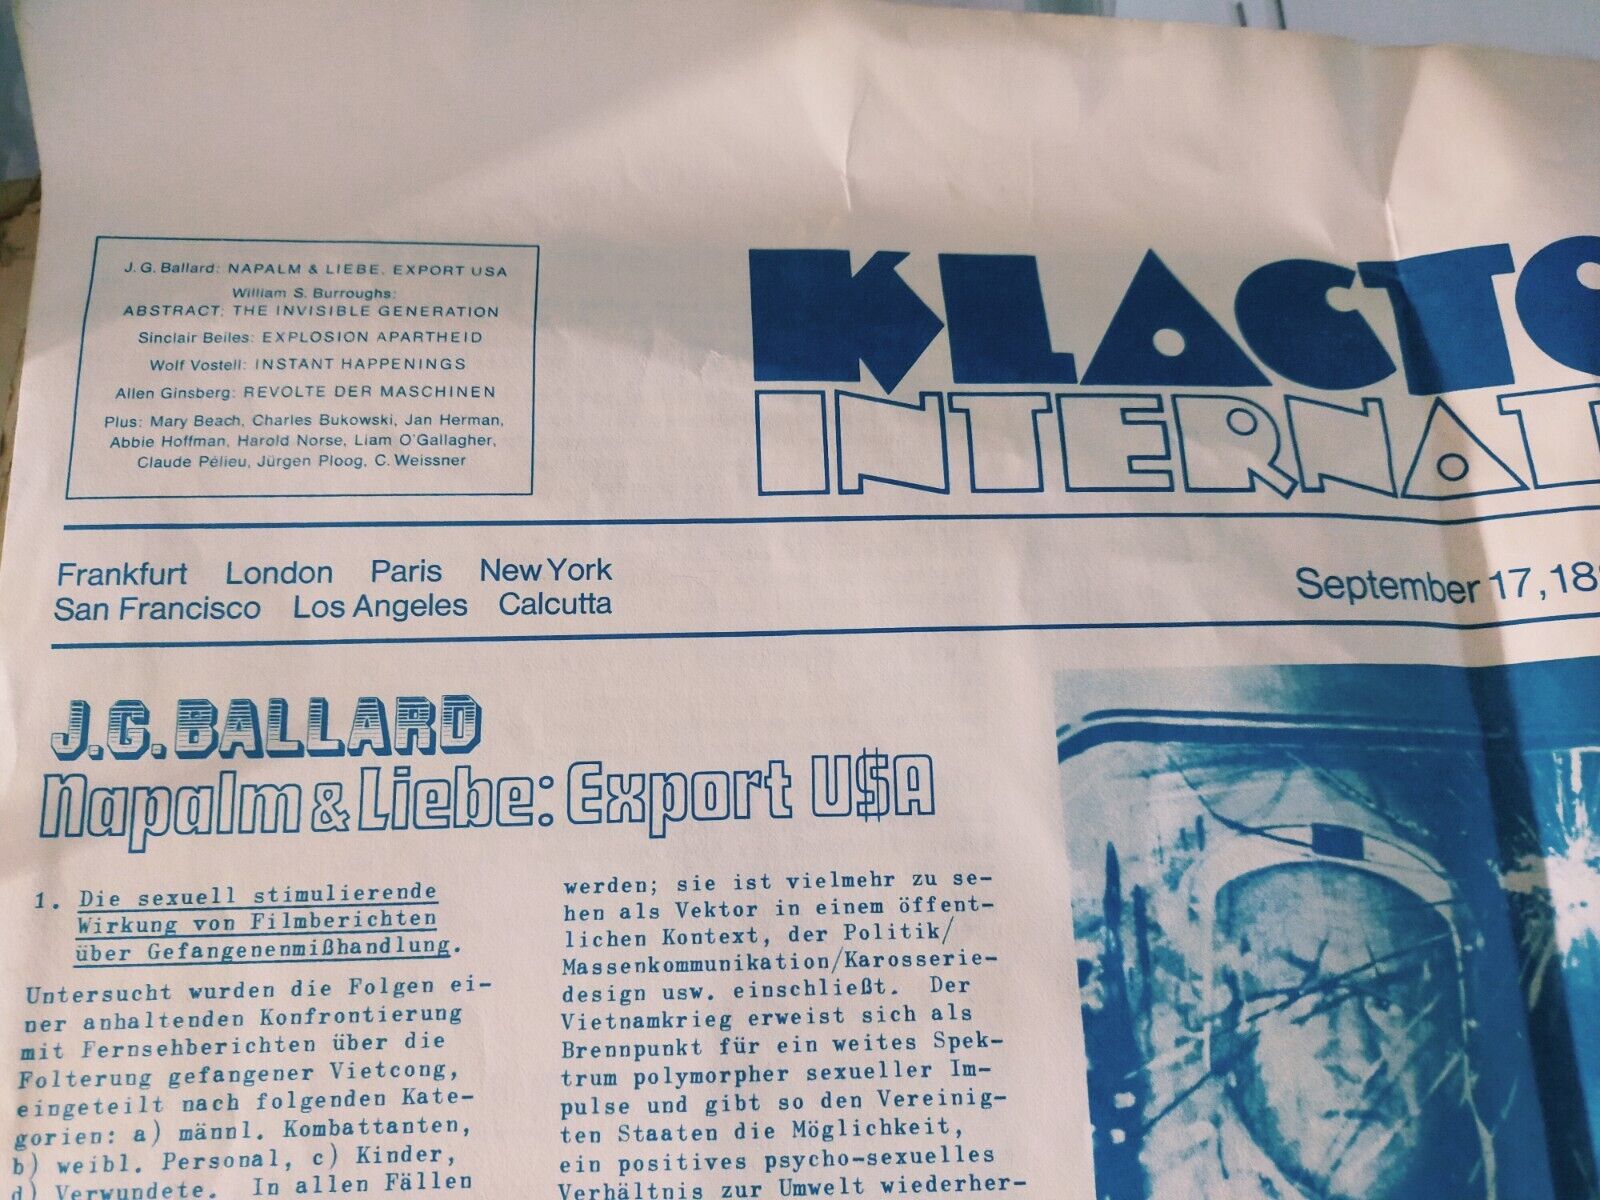 J. G. Ballard: NAPALM & LIEBE. EXPORT USA
William S. Burroughs:
ABSTRACT: THE INVISIBLE GENERATION
Sinclair Beiles: EXPLOSION APARTHEID
Wolf Vostell: INSTANT HAPPENINGS
Allen Ginsberg: REVOLTE DER MASCHINEN
Plus: Mary Beach, Charles Bukowski, Jan Herman,
Abbie Hoffman, Harold Norse, Liam O'Gallagher,
Claude Pélieu, Jürgen Ploog, C. Weissner
KLACTO
INTERNAT
Frankfurt London Paris New York
San Francisco Los Angeles Calcutta
September 17, 18
J.G. BALLARD
Napalm & Liebe: Export U$A
1. Die sexuell stimulierende
Wirkung von Filmberichten
über Gefangenenmißhandlung.
Untersucht wurden die Folgen ei-
ner anhaltenden Konfrontierung
mit Fernsehberichten über die
Folterung gefangener Vietcong,
eingeteilt nach folgenden Kate-
gorien: a) männl. Kombattanten,
b) weibl. Personal, c) Kinder,
d) Verwundete. In allen Fällen
werden; sie ist vielmehr zu se-
hen als Vektor in einem öffent-
lichen Kontext, der Politik/
Massenkommunikation/Karosserie-
design usw. einschließt. Der
Vietnamkrieg erweist sich als
Brennpunkt für ein weites Spek-
trum polymorpher sexueller Im-
pulse und gibt so den Vereinig-
ten Staaten die Möglichkeit,
ein positives psycho-sexuelles
Verhältnis zur Umwelt wiederher-